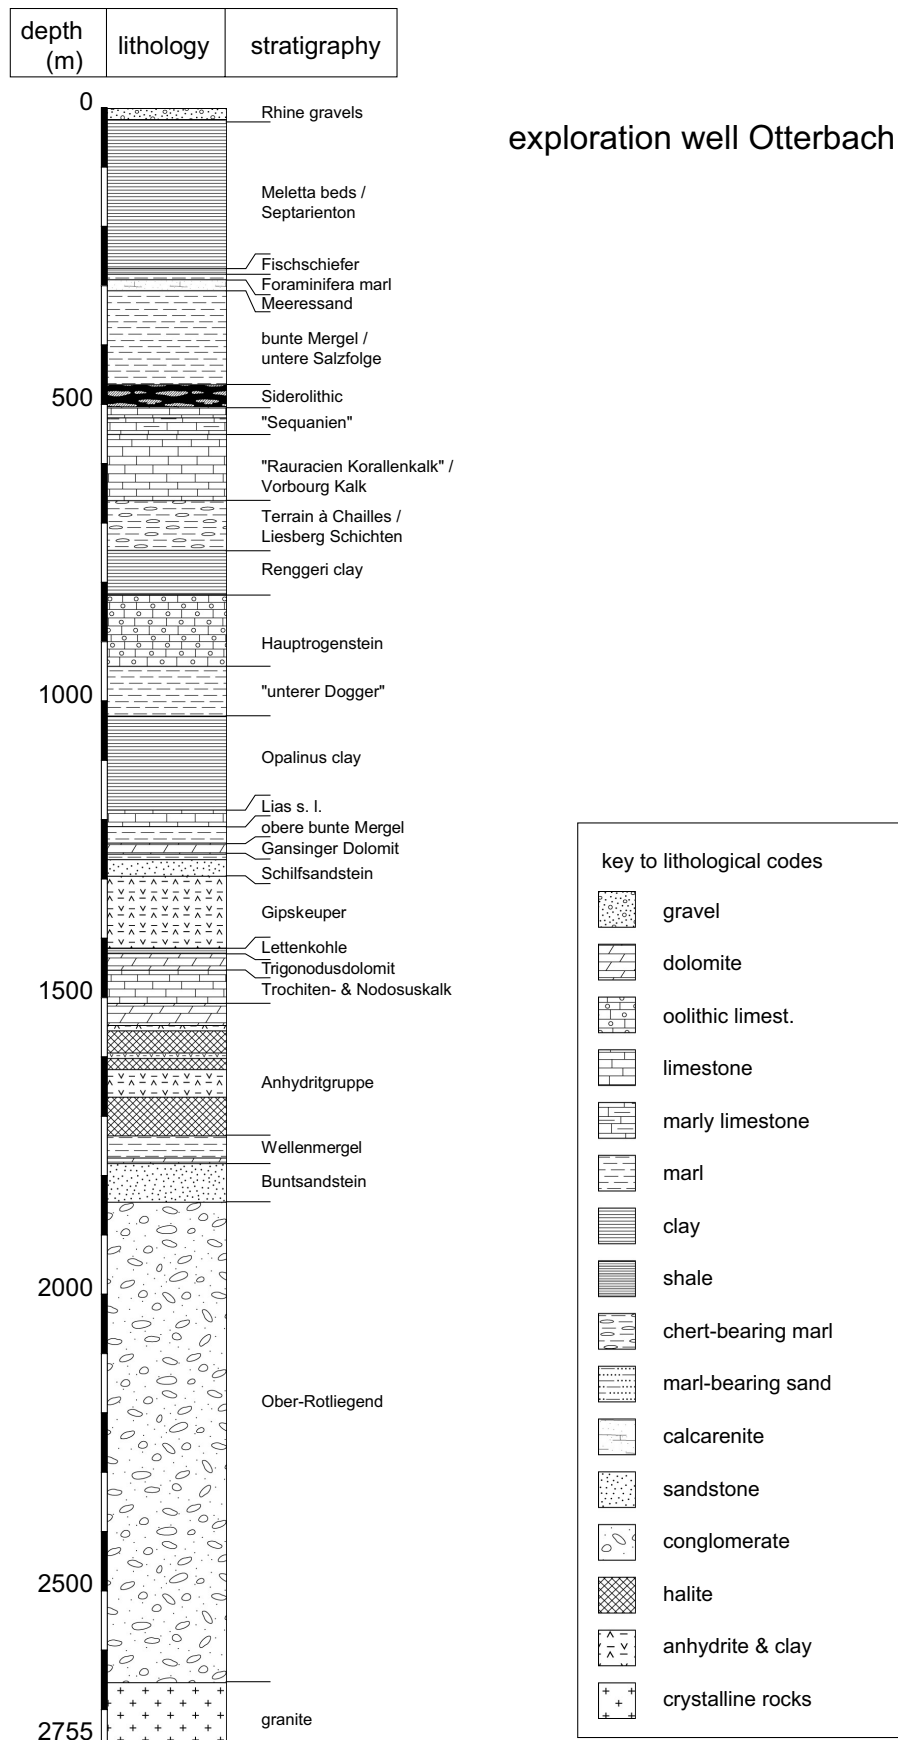 depth
(m)
lithology
stratigraphy
exploration well Otterbach
0
Rhine gravels
Meletta beds /
Septarienton
Fischschiefer
Foraminifera marl
Meeressand
bunte Mergel /
untere Salzfolge
500
Siderolithic
"Sequanien"
"Rauracien Korallenkalk" /
Vorbourg Kalk
Terrain à Chailles /
Liesberg Schichten
Renggeri clay
Hauptrogenstein
1000
"unterer Dogger"
Opalinus clay
Lias s. l.
obere bunte Mergel
Gansinger Dolomit
Schilfsandstein
Gipskeuper
Lettenkohle
Trigonodusdolomit
1500
Trochiten- & Nodosuskalk
Anhydritgruppe
Wellenmergel
Buntsandstein
2000
Ober-Rotliegend
2500
granite
2755
key to lithological codes
gravel
dolomite
oolithic limest.
limestone
marly limestone
marl
clay
shale
chert-bearing marl
marl-bearing sand
calcarenite
sandstone
conglomerate
halite
anhydrite & clay
crystalline rocks